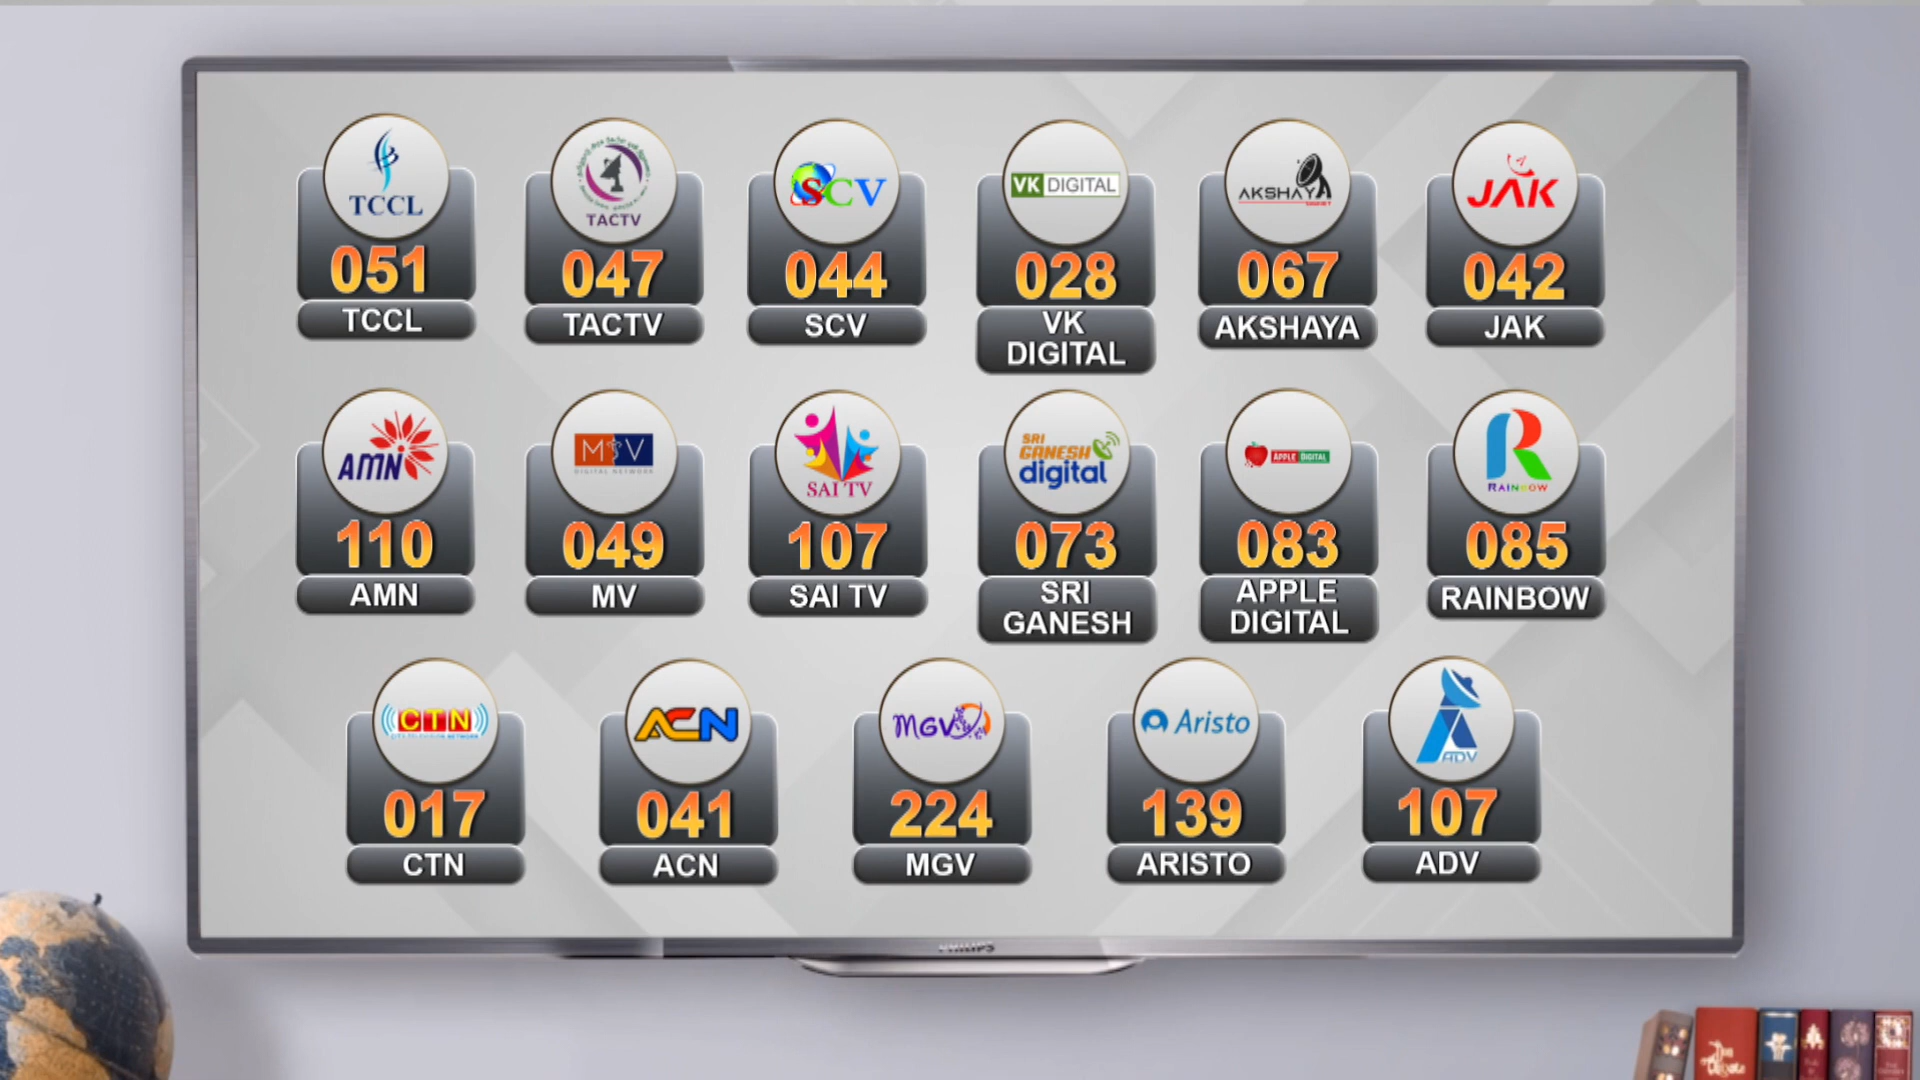 TCCL
TACTV
SCV
VK DIGITAL
AKSHAYA
JAK
051
047
044
028
067
042
TCCL
TACTV
SCV
VK
DIGITAL
AKSHAYA
JAK
AMN
MV
DIGITAL NETWORK
SAI TV
SRI
GANESH
digital
APPLE DIGITAL
RAINBOW
110
049
107
073
083
085
AMN
MV
SAI TV
SRI
GANESH
APPLE
DIGITAL
RAINBOW
CTN
ACN
MGV
Aristo
ADV
017
041
224
139
107
CTN
ACN
MGV
ARISTO
ADV
PHILIPS